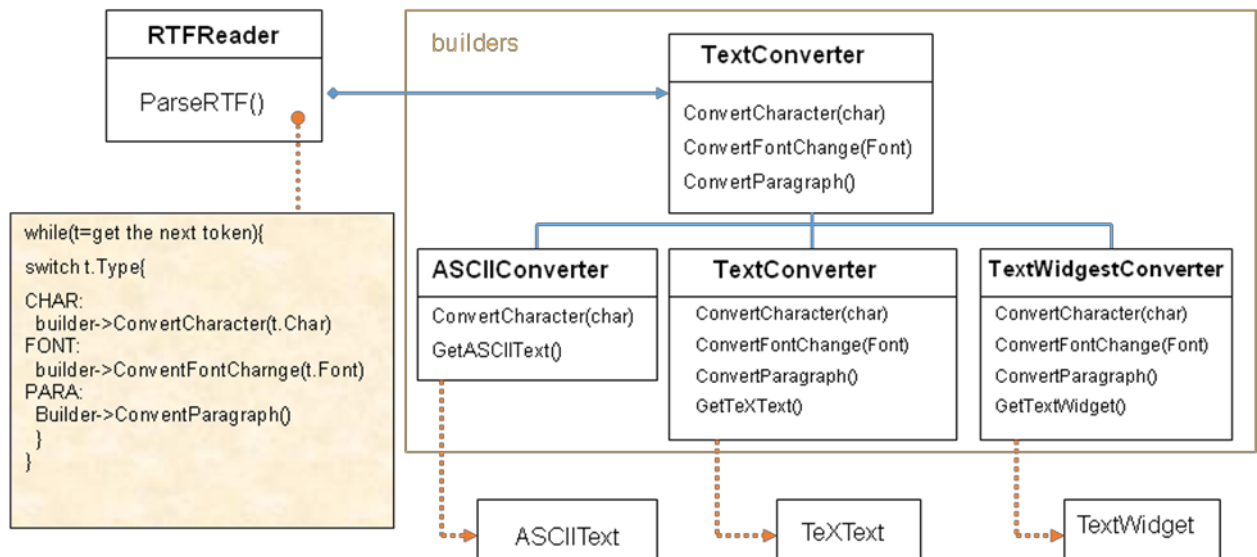 RTFReader
ParseRTF()
builders
TextConverter
ConvertCharacter(char)
ConvertFontChange(Font)
ConvertParagraph()
while(t=get the next token){
switch t.Type{
CHAR:
builder->ConvertCharacter(t.Char)
FONT:
builder->ConventFontCharnge(t.Font)
PARA:
Builder->ConventParagraph()
}
}
ASCIIConverter
ConvertCharacter(char)
GetASCIIText()
TextConverter
ConvertCharacter(char)
ConvertFontChange(Font)
ConvertParagraph()
GetTeXText()
TextWidgestConverter
ConvertCharacter(char)
ConvertFontChange(Font)
ConvertParagraph()
GetTextWidget()
ASCIIText
TeXText
TextWidget